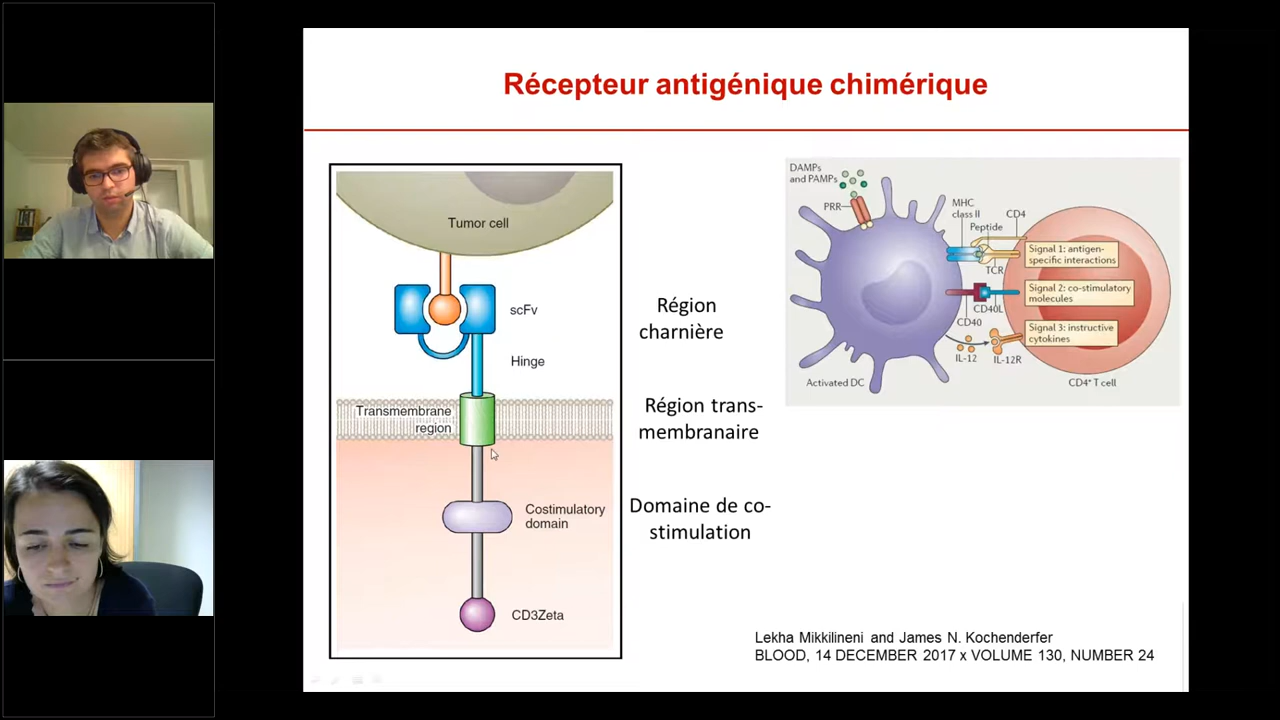 Récepteur antigénique chimérique
Tumor cell
scFv
Hinge
Transmembrane
region
Costimulatory
domain
CD3Zeta
Région
charnière
Région trans-
membranaire
Domaine de co-
stimulation
DAMPs
and PAMPs
PRR
MHC
class II
Peptide
CD4
TCR
Signal 1: antigen-
specific interactions
Signal 2: co-stimulatory
molecules
CD40L
CD40
Signal 3: instructive
cytokines
IL-12
IL-12R
Activated DC
CD4+ T cell
Lekha Mikkilineni and James N. Kochenderfer
BLOOD, 14 DECEMBER 2017 x VOLUME 130, NUMBER 24